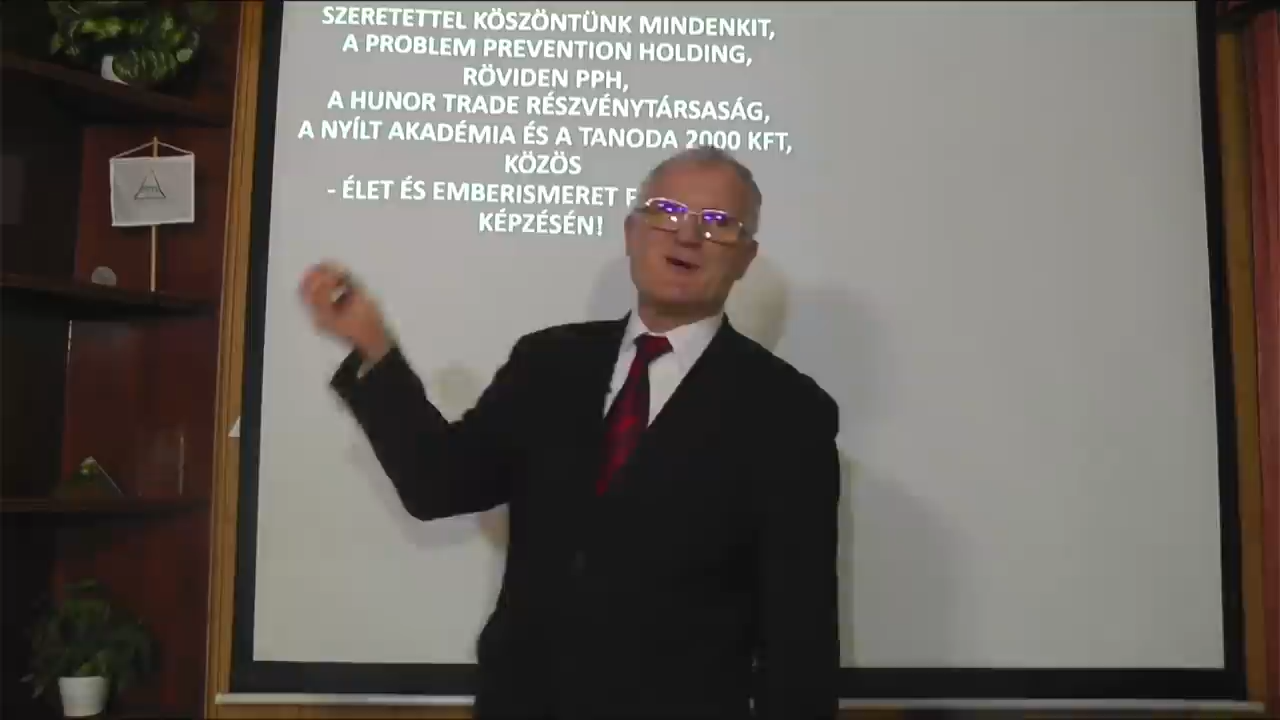 SZERETETTEL KÖSZÖNTÜNK MINDENKIT,
A PROBLEM PREVENTION HOLDING,
RÖVIDEN PPH,
A HUNOR TRADE RÉSZVÉNYTÁRSASÁG,
A NYÍLT AKADÉMIA ÉS A TANODA 2000 KFT,
KÖZÖS
- ÉLET ÉS EMBERISMERET
KÉPZÉSÉN!